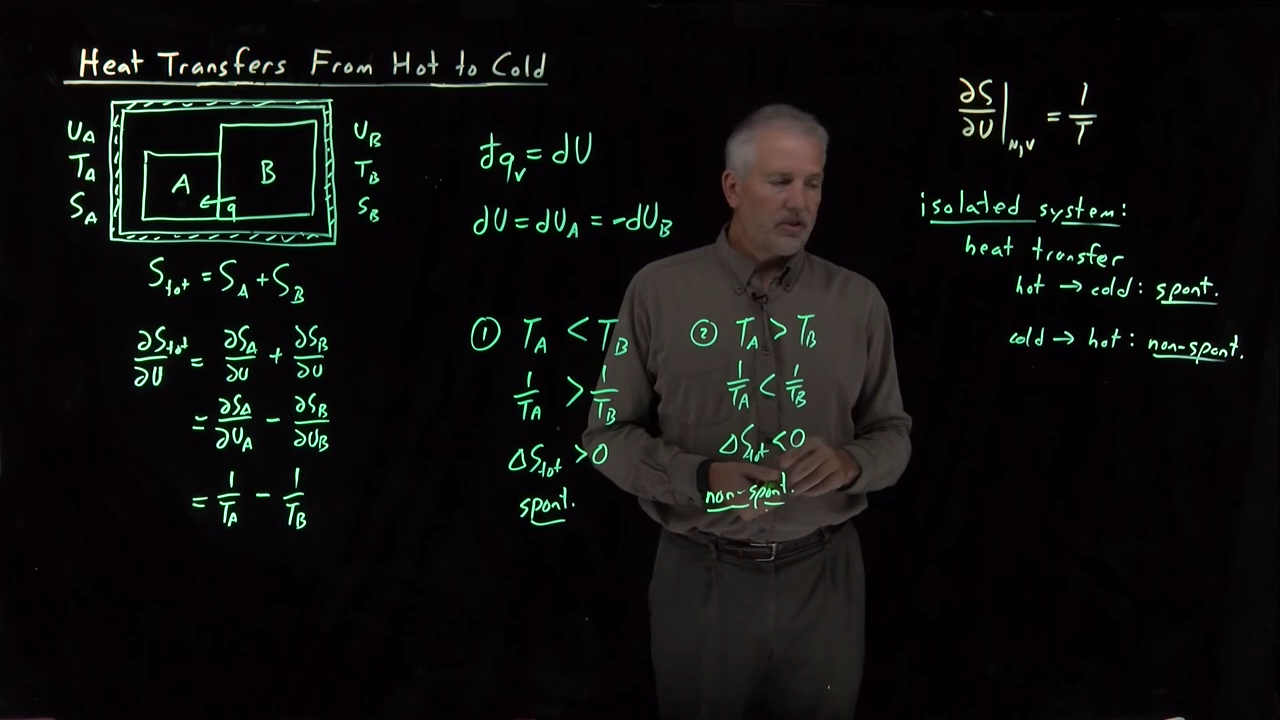 Heat Transfers From Hot to Cold
U_A
T_A
S_A
A
q
B
U_B
T_B
S_B
S_tot = S_A + S_B
∂S_tot/∂U = ∂S_A/∂U + ∂S_B/∂U
= ∂S_A/∂U_A − ∂S_B/∂U_B
= 1/T_A − 1/T_B
đq_v = dU
dU = dU_A = -dU_B
① T_A < T_B
1/T_A > 1/T_B
ΔS_tot > 0
spont.
② T_A > T_B
1/T_A < 1/T_B
ΔS_tot < 0
non-spont.
∂S/∂U|_N,V = 1/T
isolated system:
heat transfer
hot → cold: spont.
cold → hot: non-spont.